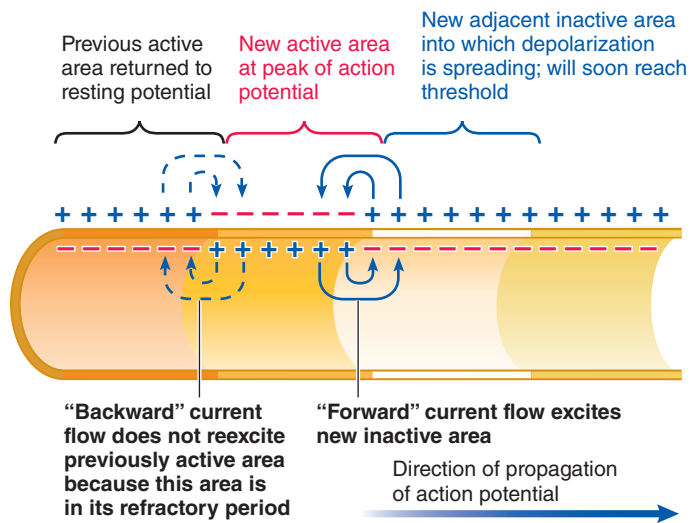 Previous active
area returned to
resting potential
New active area
at peak of action
potential
New adjacent inactive area
into which depolarization
is spreading; will soon reach
threshold
+ + + + + + – – – – – – + + + + + + + + + + + +
– – – – – – + + + + + + – – – – – – – – – – – –
“Backward” current
flow does not reexcite
previously active area
because this area is
in its refractory period
“Forward” current flow excites
new inactive area
Direction of propagation
of action potential